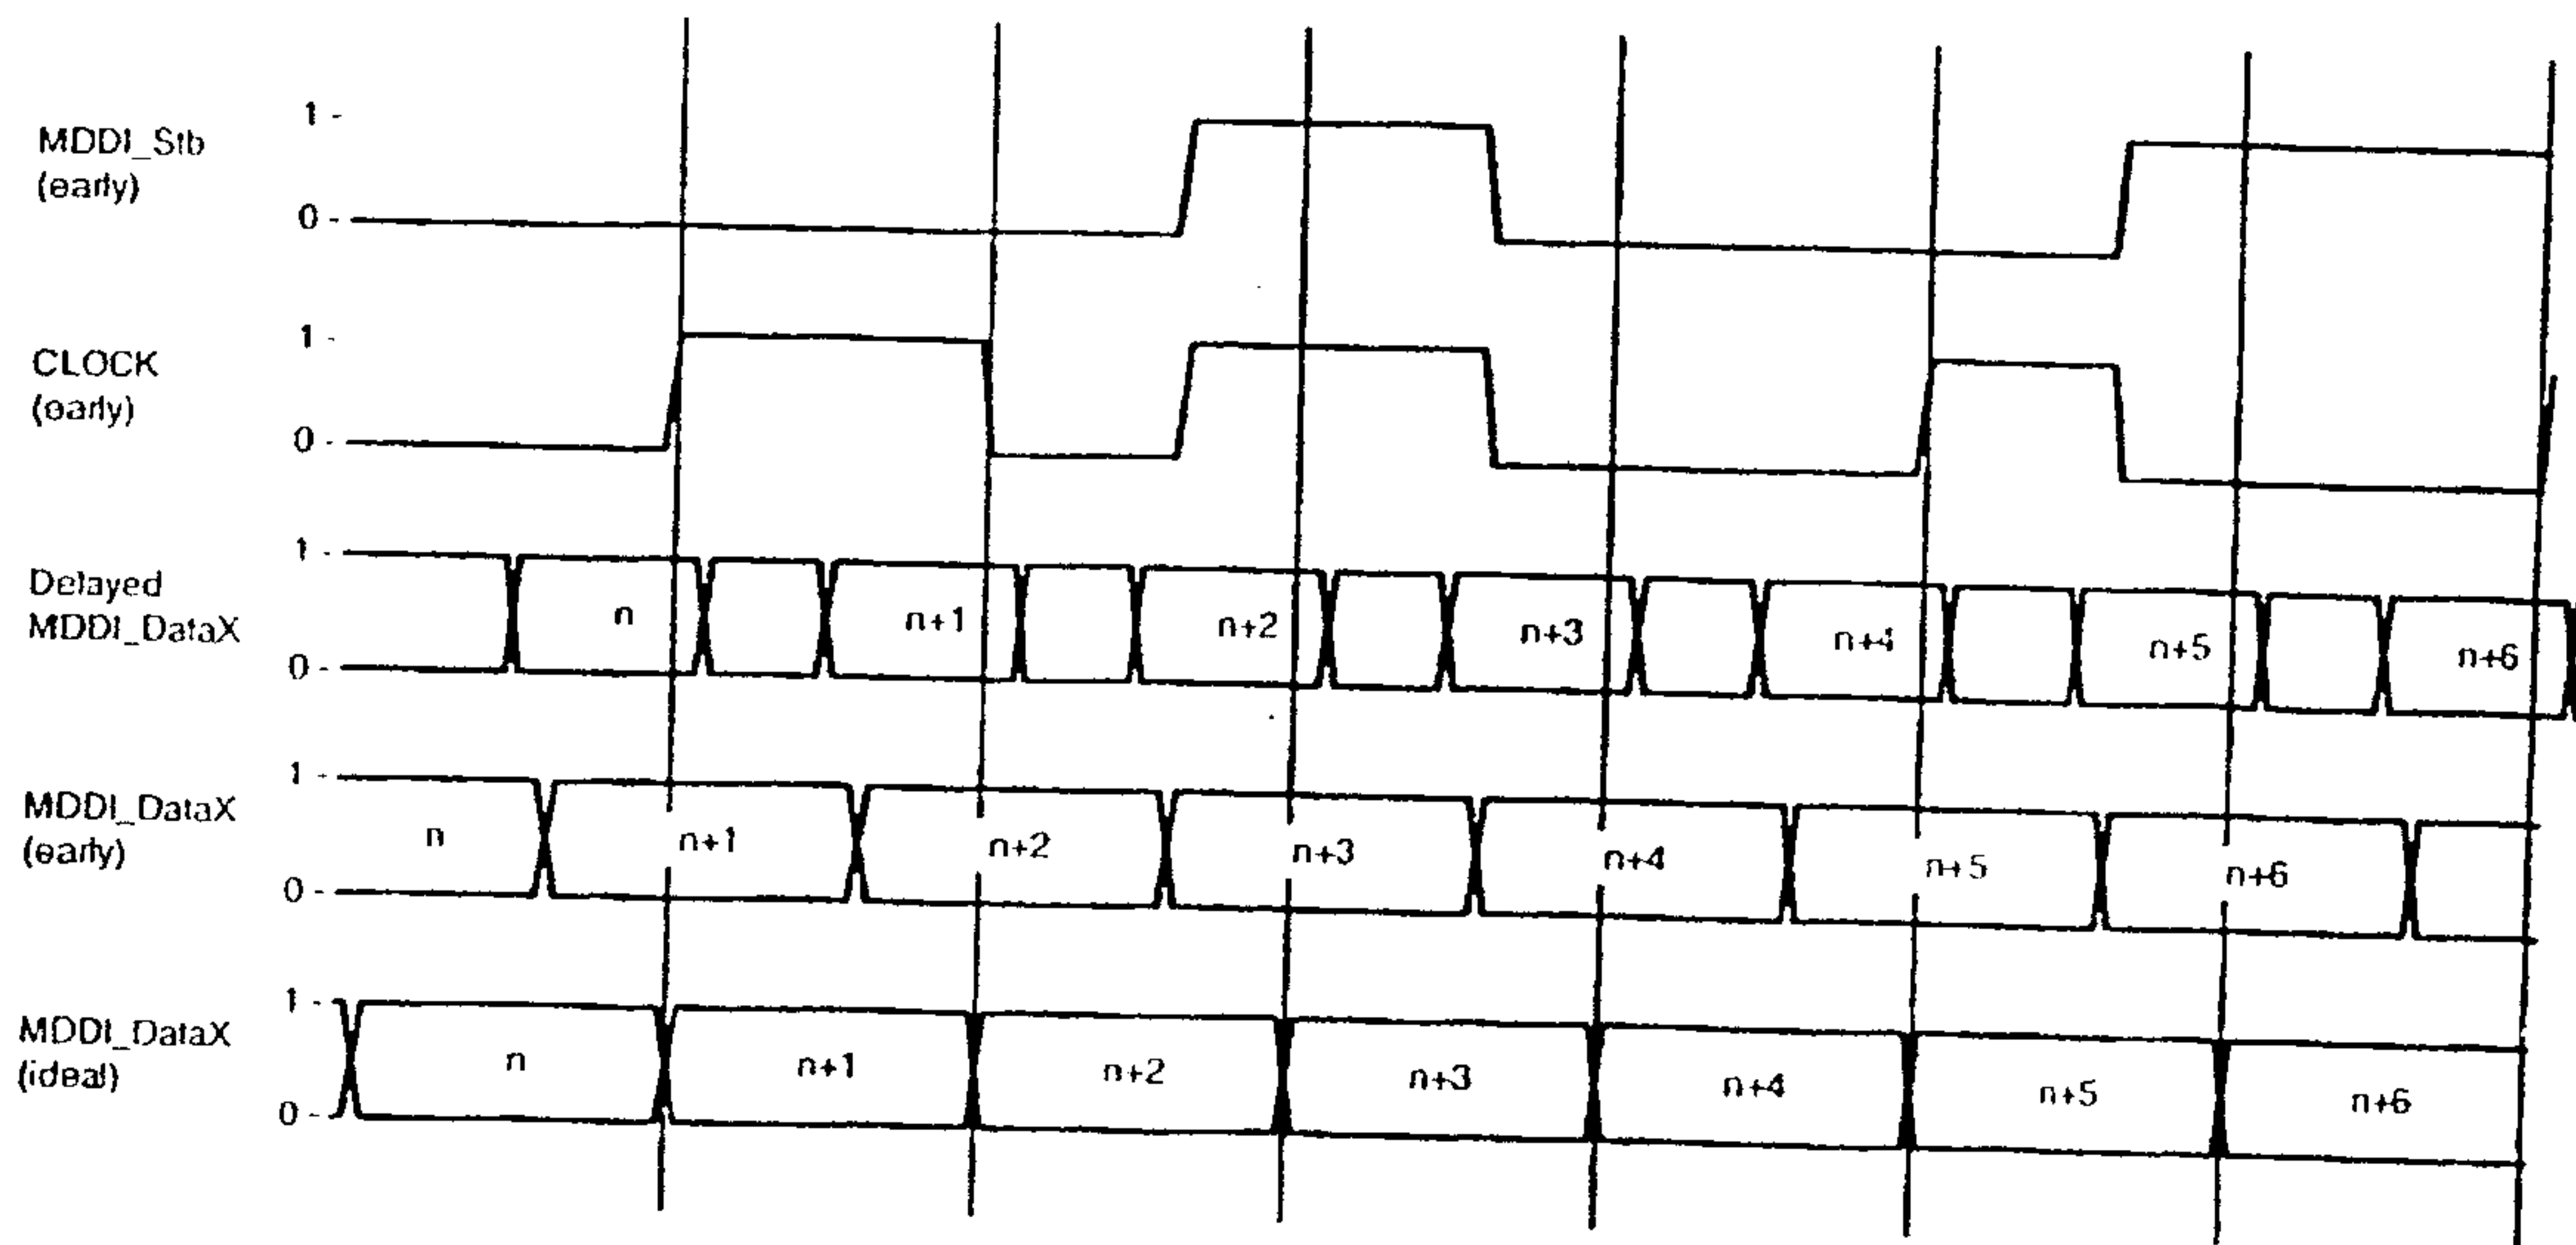 MDDI_Stb
(early)
1 -
0 -
CLOCK
(early)
1 -
0 -
Delayed
MDDI_DataX
1 -
0 -
n n+1 n+2 n+3 n+4 n+5 n+6
MDDI_DataX
(early)
1 -
0 -
n n+1 n+2 n+3 n+4 n+5 n+6
MDDI_DataX
(ideal)
1 -
0 -
n n+1 n+2 n+3 n+4 n+5 n+6